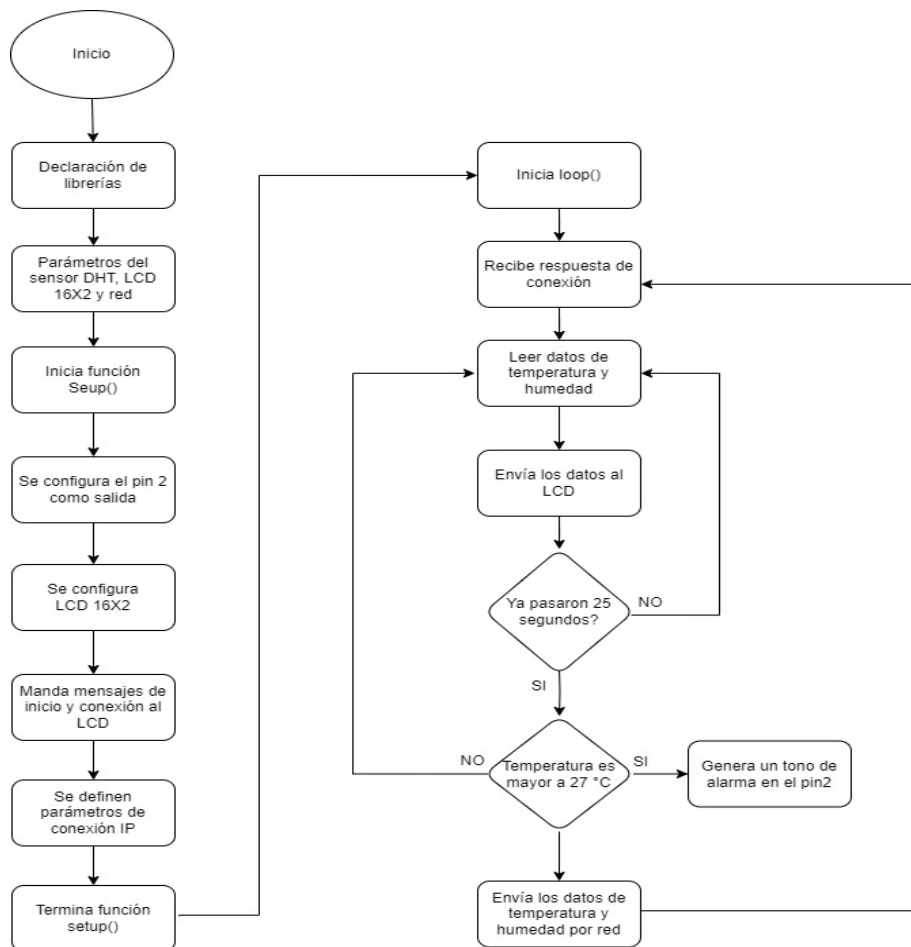 Inicio
Declaración de
librerías
Parámetros del
sensor DHT, LCD
16X2 y red
Inicia función
Seup()
Se configura el pin 2
como salida
Se configura
LCD 16X2
Manda mensajes de
inicio y conexión al
LCD
Se definen
parámetros de
conexión IP
Termina función
setup()
Inicia loop()
Recibe respuesta de
conexión
Leer datos de
temperatura y
humedad
Envía los datos al
LCD
Ya pasaron 25
segundos?
NO
SI
Temperatura es
mayor a 27 °C
NO
SI
Genera un tono de
alarma en el pin2
Envía los datos de
temperatura y
humedad por red